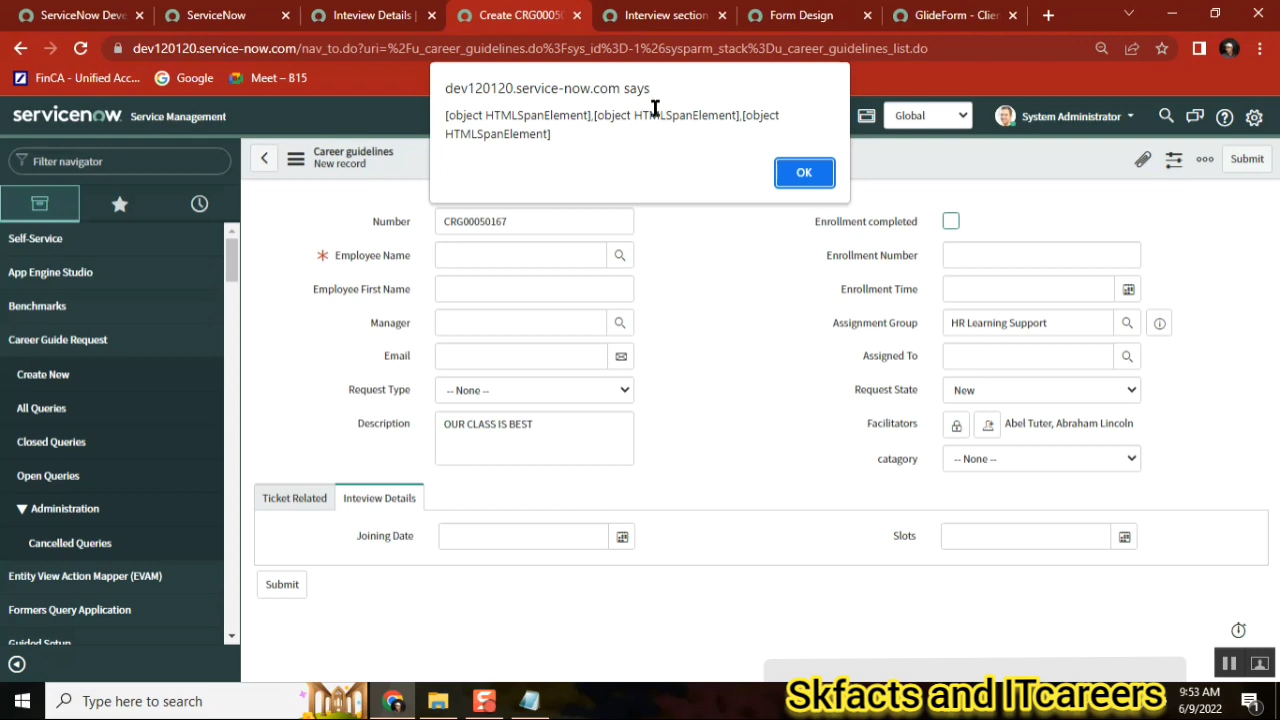 ServiceNow Deve
ServiceNow
Inteview Details |
Create CRG00050
Interview section
Form Design
GlideForm - Clien
dev120120.service-now.com/nav_to.do?uri=%2Fu_career_guidelines.do%3Fsys_id%3D-1%26sysparm_stack%3Du_career_guidelines_list.do
FinCA - Unified Acc...
Google
Meet – B15
dev120120.service-now.com says
[object HTMLSpanElement],[object HTMLSpanElement],[object
HTMLSpanElement]
OK
servicenow Service Management
Global
System Administrator
Filter navigator
Career guidelines
New record
Submit
Self-Service
App Engine Studio
Benchmarks
Career Guide Request
Create New
All Queries
Closed Queries
Open Queries
Administration
Cancelled Queries
Entity View Action Mapper (EVAM)
Formers Query Application
Guided Setup
Number CRG00050167
Employee Name
Employee First Name
Manager
Email
Request Type -- None --
Description OUR CLASS IS BEST
Enrollment completed
Enrollment Number
Enrollment Time
Assignment Group HR Learning Support
Assigned To
Request State New
Facilitators Abel Tuter, Abraham Lincoln
catagory -- None --
Ticket Related Inteview Details
Joining Date
Slots
Submit
Type here to search
Skfacts and ITcareers
9:53 AM
6/9/2022